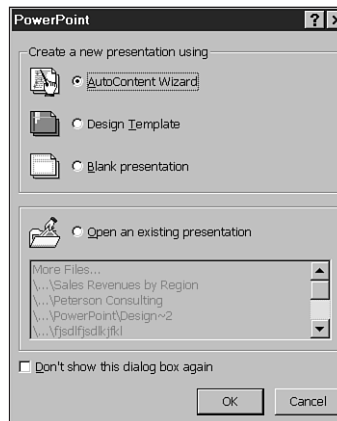 PowerPoint
Create a new presentation using
AutoContent Wizard
Design Template
Blank presentation
Open an existing presentation
More Files...
\...\Sales Revenues by Region
\...\Peterson Consulting
\...\PowerPoint\Design~2
\...\fjsdlfjsdlkjfkl
Don't show this dialog box again
OK Cancel